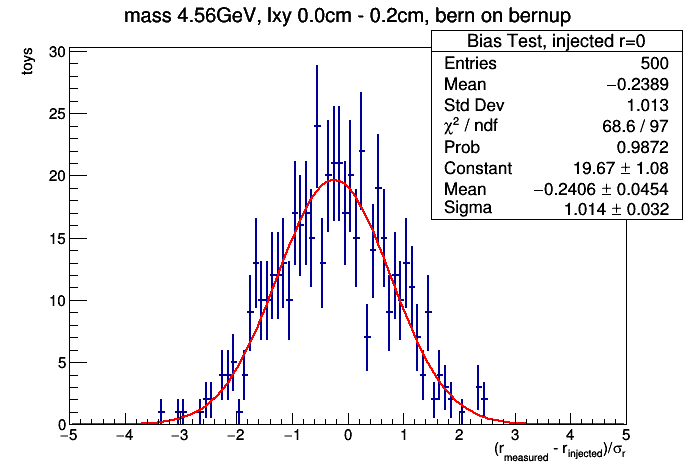 mass 4.56GeV, lxy 0.0cm - 0.2cm, bern on bernup
Bias Test, injected r=0
Entries 500
Mean −0.2389
Std Dev 1.013
χ² / ndf 68.6 / 97
Prob 0.9872
Constant 19.67 ± 1.08
Mean −0.2406 ± 0.0454
Sigma 1.014 ± 0.032
toys
30
25
20
15
10
5
0
−5 −4 −3 −2 −1 0 1 2 3 4 5
(r_measured - r_injected)/σ_r